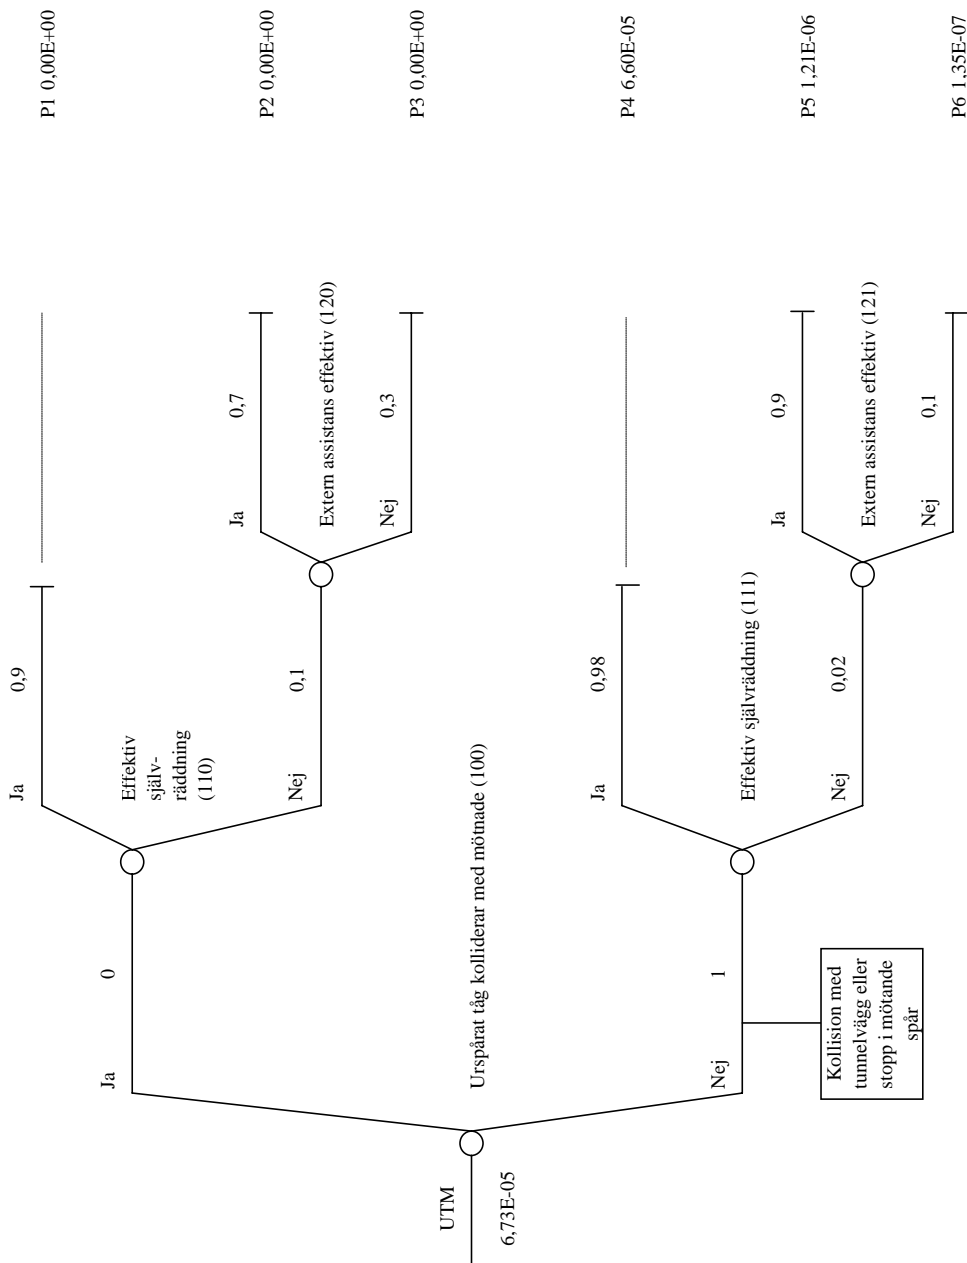 UTM
6,73E-05
Urspårat tåg kolliderar med mötnade (100)
Ja
0
Nej
1
Kollision med
tunnelvägg eller
stopp i mötande
spår
Effektiv
själv-
räddning
(110)
Ja
0,9
Nej
0,1
Effektiv självräddning (111)
Ja
0,98
Nej
0,02
Extern assistans effektiv (120)
Ja
0,7
Nej
0,3
Extern assistans effektiv (121)
Ja
0,9
Nej
0,1
P1 0,00E+00
P2 0,00E+00
P3 0,00E+00
P4 6,60E-05
P5 1,21E-06
P6 1,35E-07